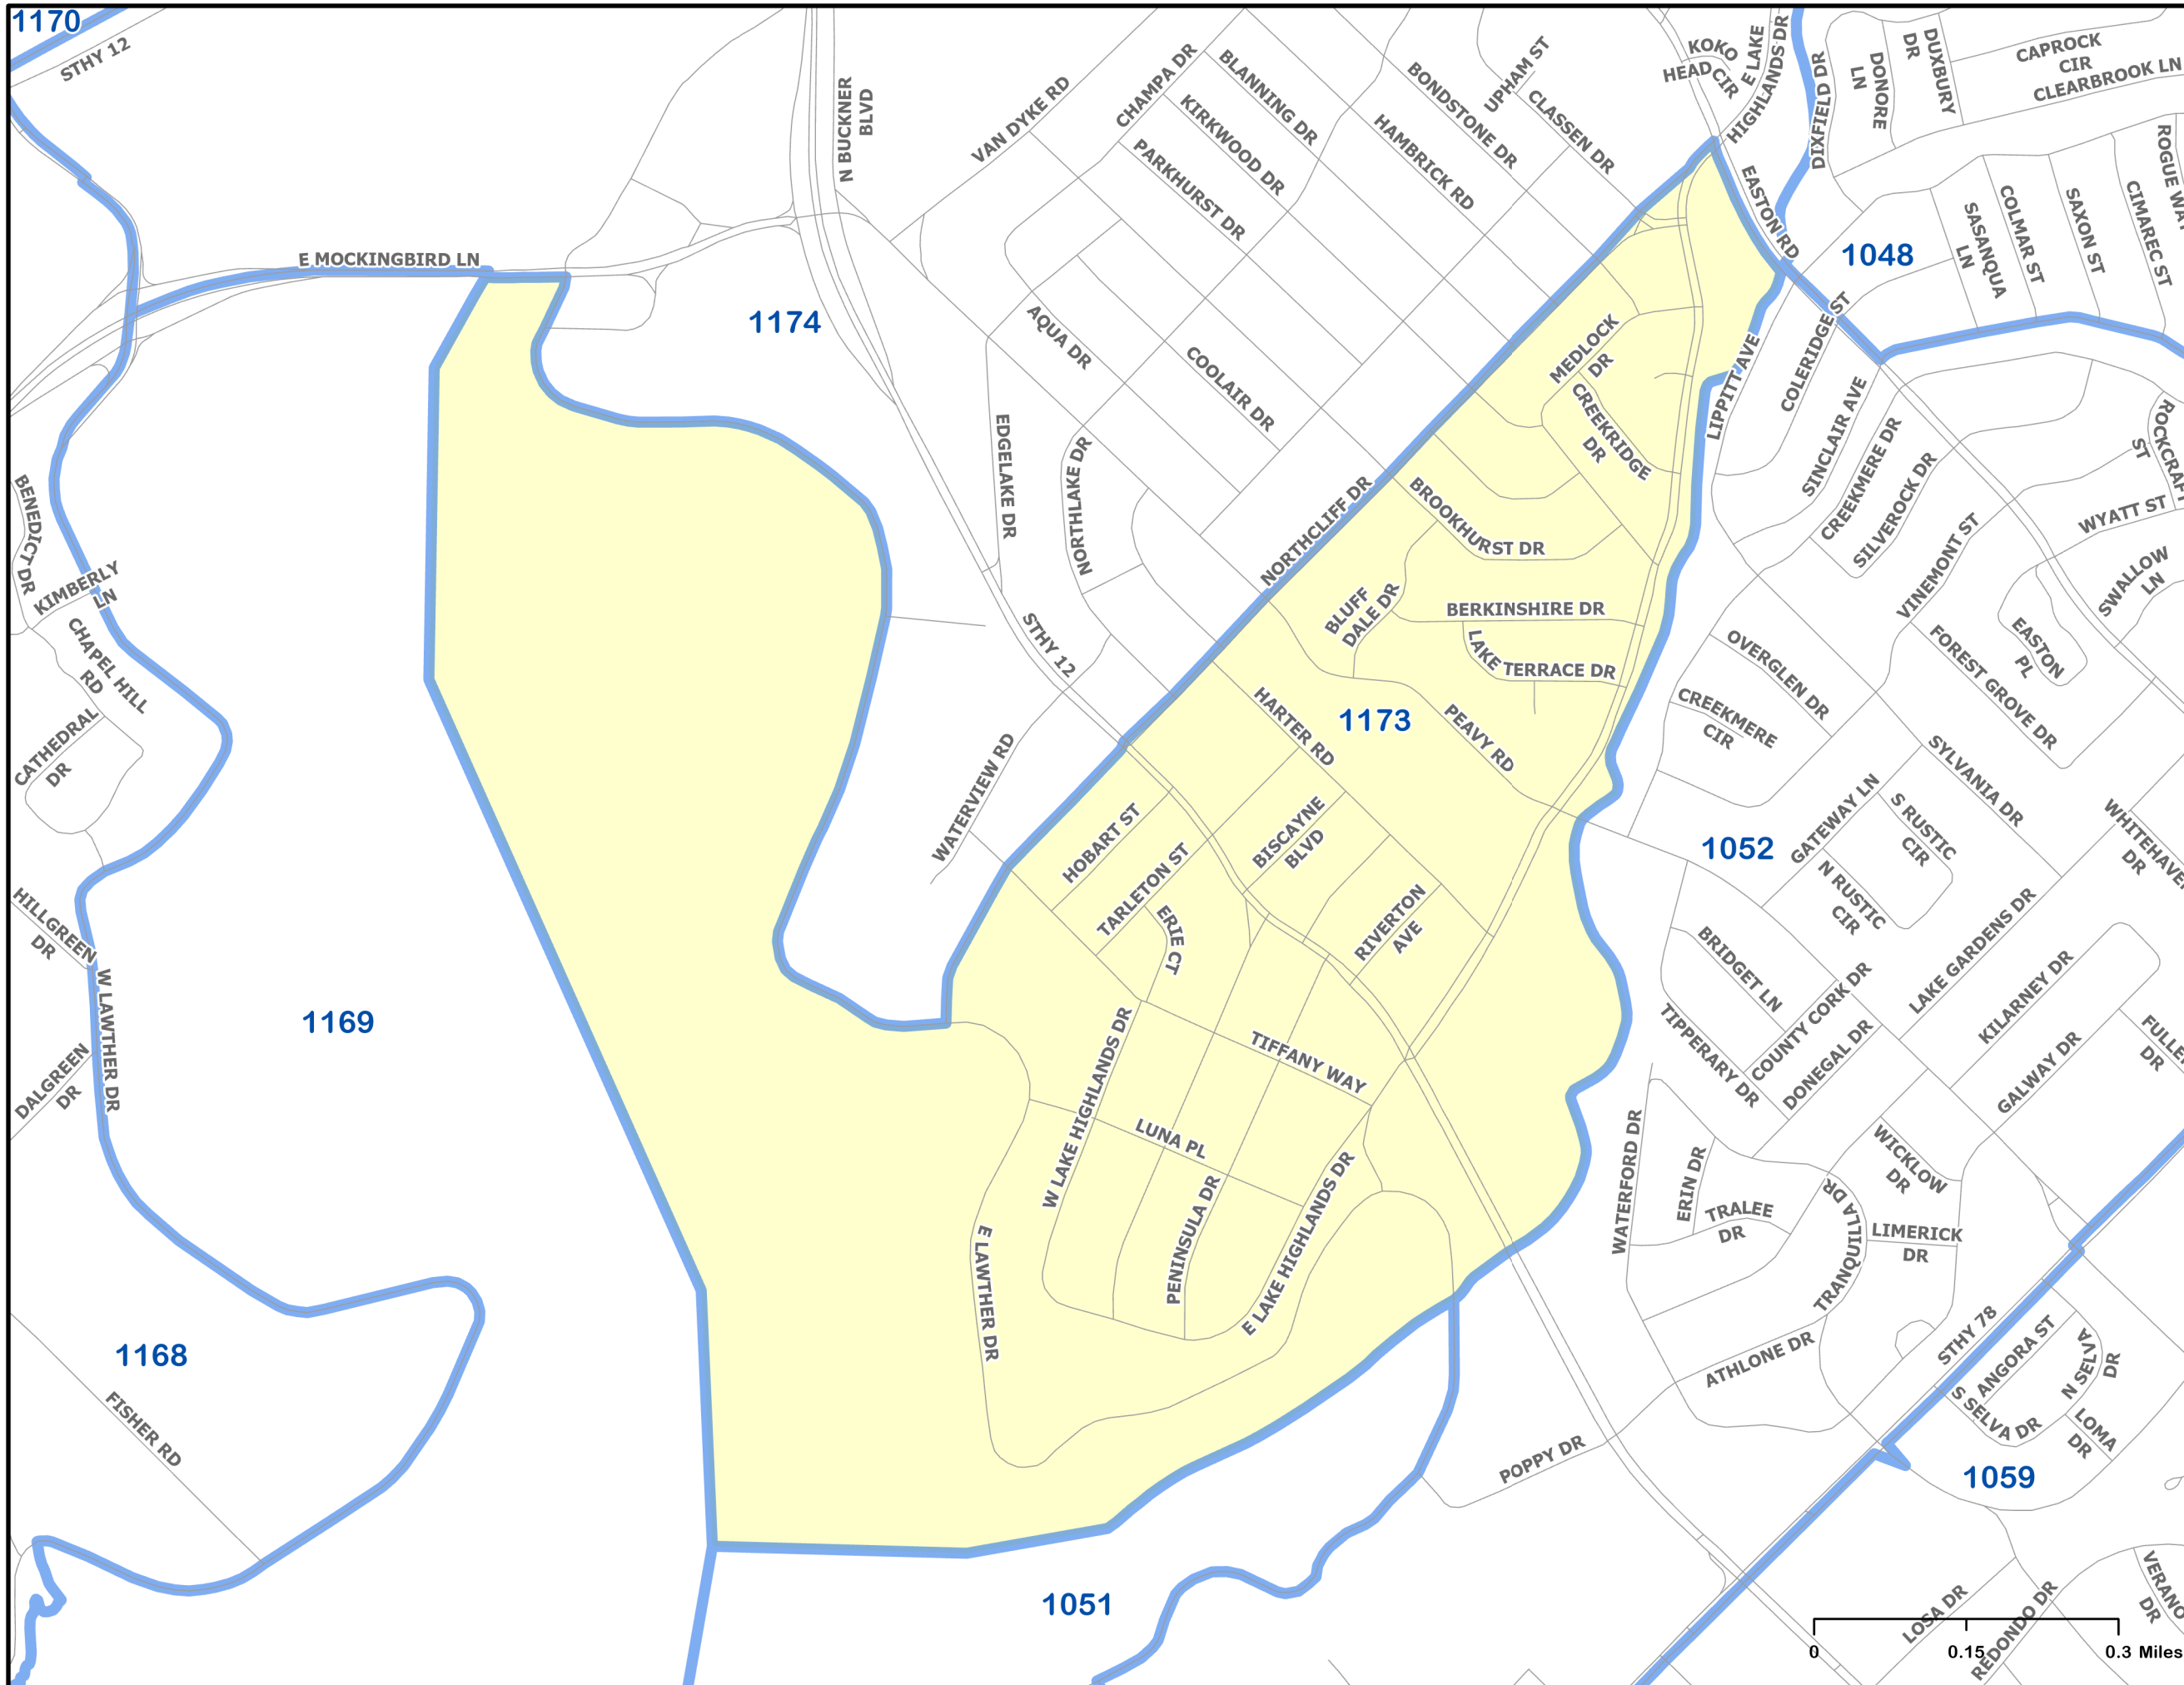 1170
STHY 12
N BUCKNER
BLVD
VAN DYKE RD
CHAMPA DR
BLANNING DR
KIRKWOOD DR
PARKHURST DR
HAMBRICK RD
BONDSTONE DR
UPHAM ST
CLASSEN DR
KOKO
HEAD
CIR
E LAKE
HIGHLANDS DR
DIXFIELD DR
DONORE
LN
DUXBURY
DR
CAPROCK
CIR
CLEARBROOK LN
EASTON RD
1048
SASANQUA
LN
COLMAR ST
SAXON ST
CIMAREC ST
E MOCKINGBIRD LN
1174
AQUA DR
COOLAIR DR
EDGELAKE DR
NORTHLAKE DR
MEDLOCK
DR
CREEKRIDGE
DR
LIPPITT AVE
COLERIDGE ST
SINCLAIR AVE
CREEKMERE DR
SILVEROCK DR
VINEMONT ST
WYATT ST
SWALLOW
LN
EASTON
PL
FOREST GROVE DR
BENEDICT DR
KIMBERLY
LN
CHAPEL HILL
RD
CATHEDRAL
DR
NORTHCLIFF DR
BROOKHURST DR
BLUFF
DALE DR
BERKINSHIRE DR
LAKE TERRACE DR
STHY 12
HARTER RD
1173
PEAVY RD
OVERGLEN DR
CREEKMERE
CIR
SYLVANIA DR
WATERVIEW RD
HOBART ST
TARLETON ST
BISCAYNE
BLVD
ERIE CT
RIVERTON
AVE
1052
GATEWAY LN
S RUSTIC
CIR
N RUSTIC
CIR
LAKE GARDENS DR
HILLGREEN
DR
W LAWTHER DR
1169
DALGREEN
DR
BRIDGET LN
TIPPERARY DR
COUNTY CORK DR
DONEGAL DR
KILARNEY DR
GALWAY DR
DR
TIFFANY WAY
LUNA PL
W LAKE HIGHLANDS DR
PENINSULA DR
E LAKE HIGHLANDS DR
E LAWTHER DR
WATERFORD DR
ERIN DR
TRALEE
DR
WICKLOW
DR
TRANQUILLA DR
LIMERICK
DR
1168
FISHER RD
ATHLONE DR
STHY 78
ANGORA ST
N SELVA
DR
S SELVA DR
LOMA
DR
POPPY DR
1059
1051
LOSA DR
REDONDO DR
DR
0
0.15
0.3 Miles